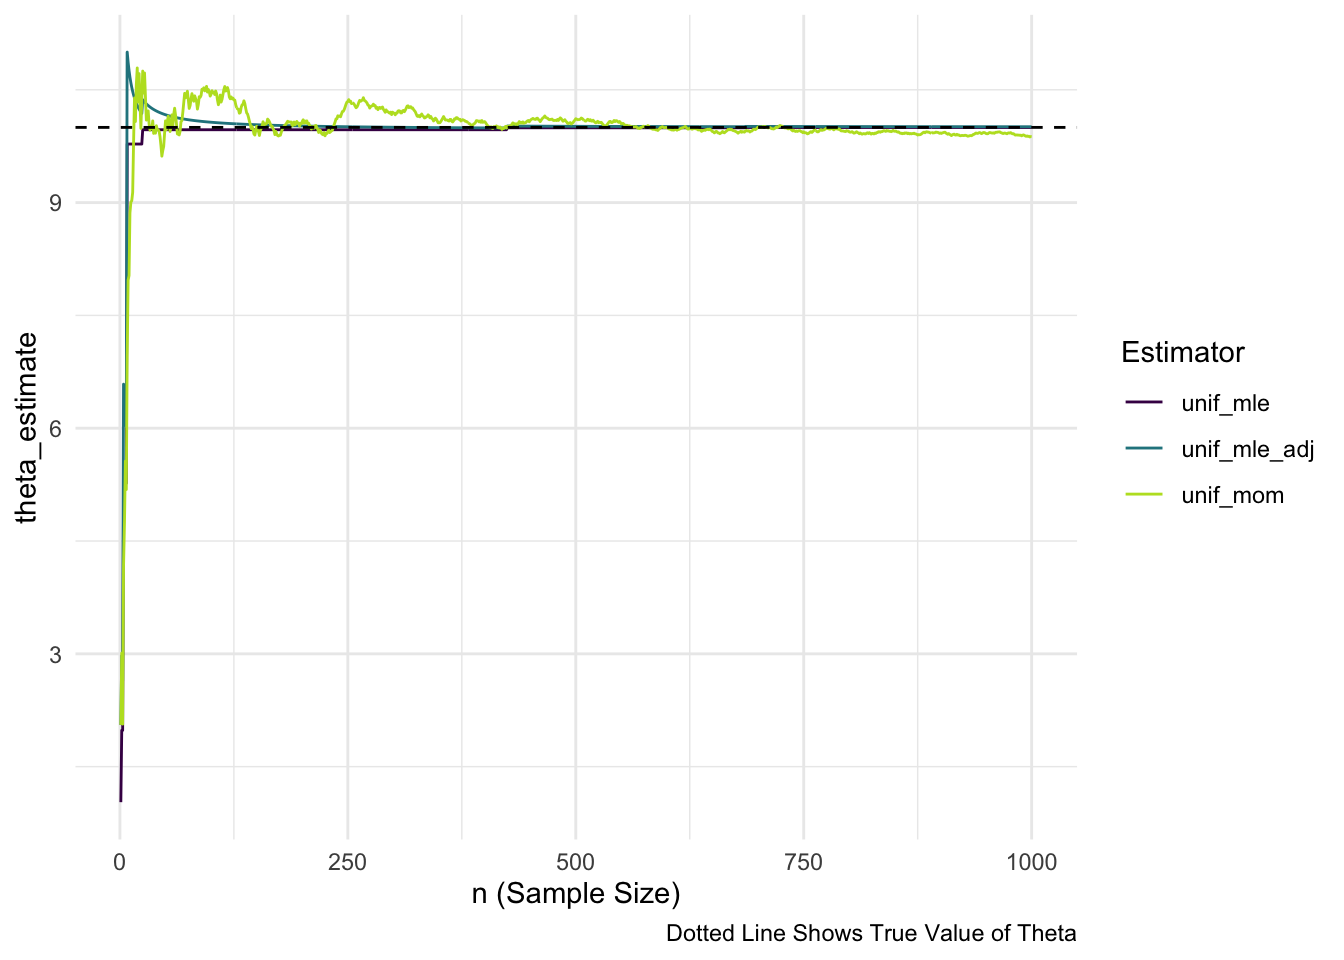 theta_estimate
9
6
3
0
250
500
750
1000
n (Sample Size)
Dotted Line Shows True Value of Theta
Estimator
unif_mle
unif_mle_adj
unif_mom